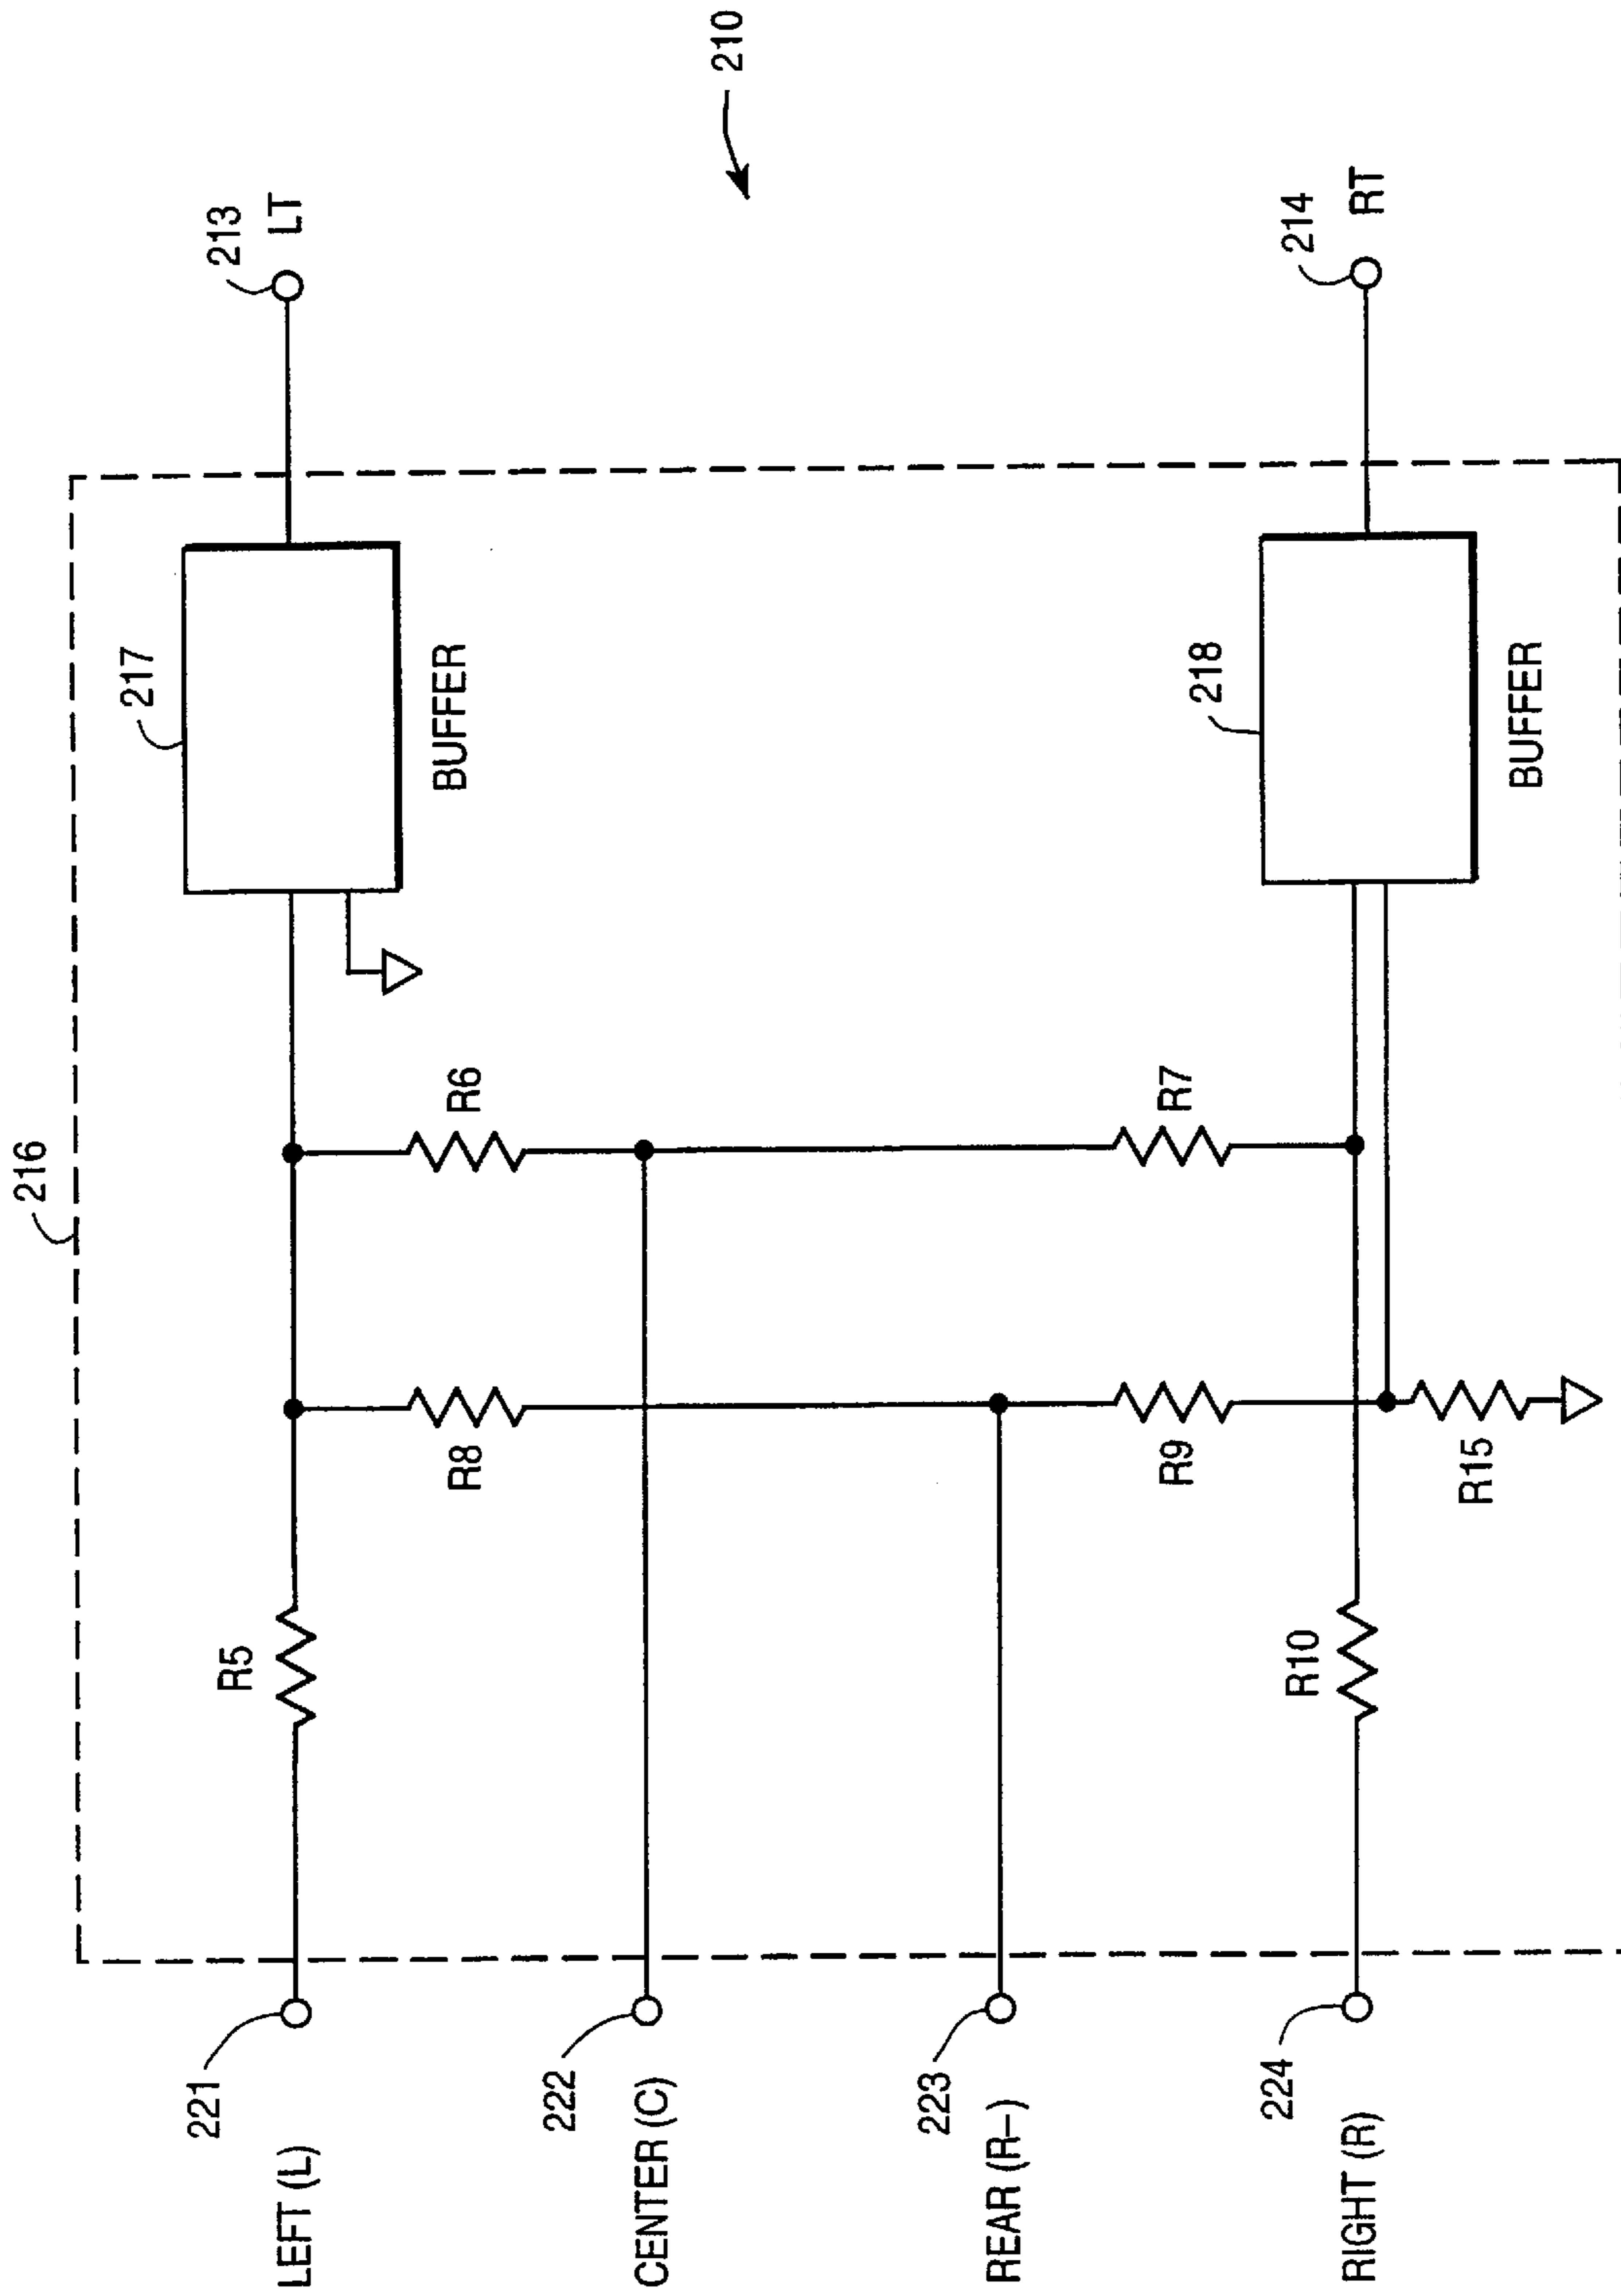 210
216
217
213
LT
BUFFER
R5
R8
R6
221
LEFT (L)
222
CENTER (C)
223
REAR (R–)
R9
R7
218
214
RT
BUFFER
R10
R15
224
RIGHT (R)